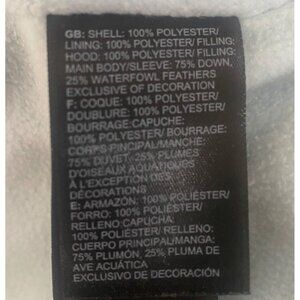 GB: SHELL: 100% POLYESTER/
LINING: 100% POLYESTER/ FILLING:
HOOD: 100% POLYESTER/ FILLING:
MAIN BODY/SLEEVE: 75% DOWN,
25% WATERFOWL FEATHERS
EXCLUSIVE OF DECORATION
F: COQUE: 100% POLYESTER/
DOUBLURE: 100% POLYESTER/
BOURRAGE:CAPUCHE:
100% POLYESTER/ BOURRAGE:
CORPS PRINCIPAL/MANCHE:
75% DUVET, 25% PLUMES
D'OISEAUX AQUATIQUES
À L'EXCEPTION DES
DÉCORATIONS
E: ARMAZÓN: 100% POLIÉSTER/
FORRO: 100% POLIÉSTER/
RELLENO:CAPUCHA:
100% POLIÉSTER/ RELLENO:
CUERPO PRINCIPAL/MANGA:
75% PLUMÓN, 25% PLUMA DE
AVE ACUÁTICA
EXCLUSIVO DE DECORACIÓN